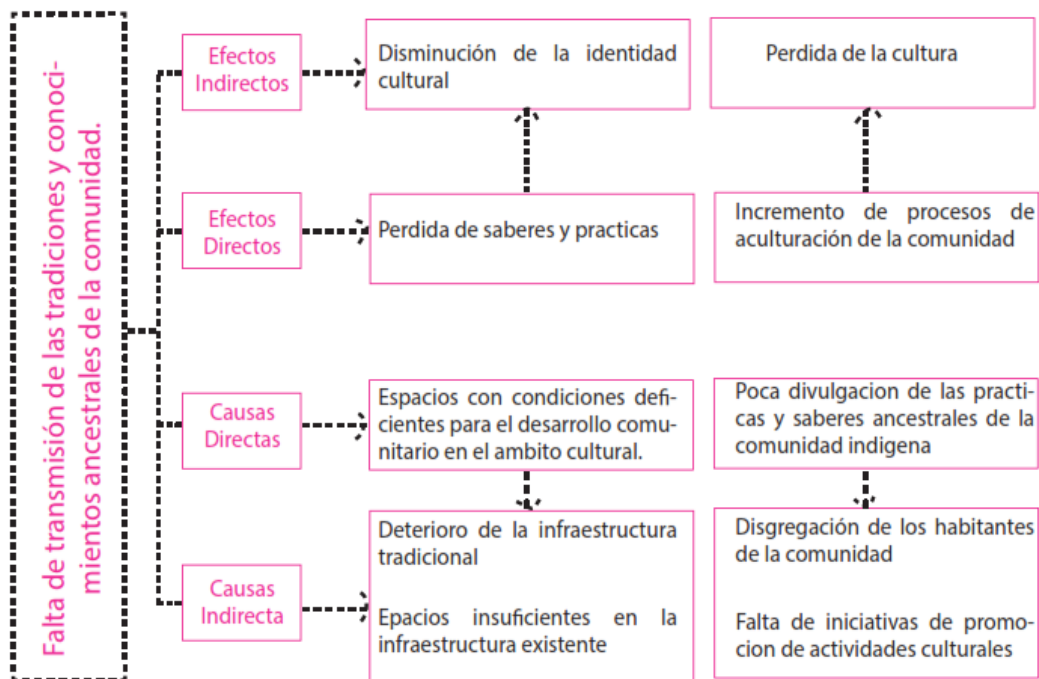 Falta de transmisión de las tradiciones y conoci-
mientos ancestrales de la comunidad.
Efectos
Indirectos
Disminución de la identidad
cultural
Perdida de la cultura
Efectos
Directos
Perdida de saberes y practicas
Incremento de procesos de
aculturación de la comunidad
Causas
Directas
Espacios con condiciones defi-
cientes para el desarrollo comu-
nitario en el ambito cultural.
Poca divulgacion de las practi-
cas y saberes ancestrales de la
comunidad indigena
Causas
Indirecta
Deterioro de la infraestructura
tradicional
Epacios insuficientes en la
infraestructura existente
Disgregación de los habitantes
de la comunidad
Falta de iniciativas de promo-
cion de actividades culturales